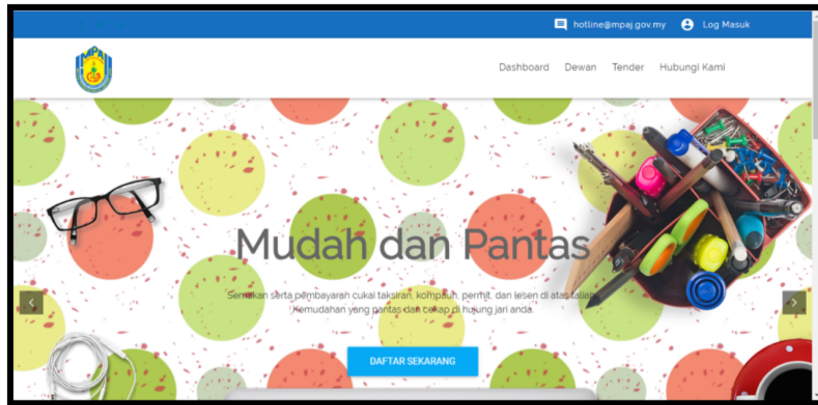 hotline@mpaj.gov.my Log Masuk
MPAJ
Dashboard Dewan Tender Hubungi Kami
Mudah dan Pantas
Semakan serta pembayaran cukai taksiran, kompaun, permit, dan lesen di atas talian.
Kemudahan yang pantas dan cekap di hujung jari anda.
DAFTAR SEKARANG